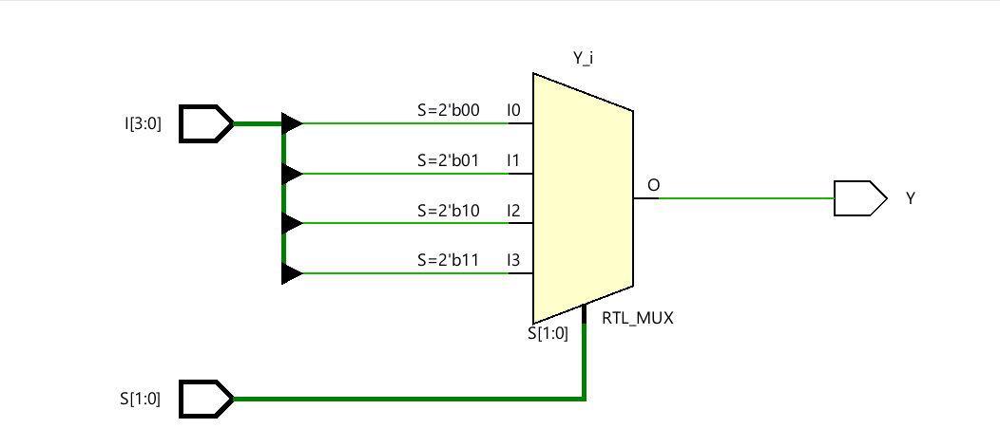 Y_i
I[3:0]
S=2'b00 I0
S=2'b01 I1
S=2'b10 I2
S=2'b11 I3
O
Y
RTL_MUX
S[1:0]
S[1:0]